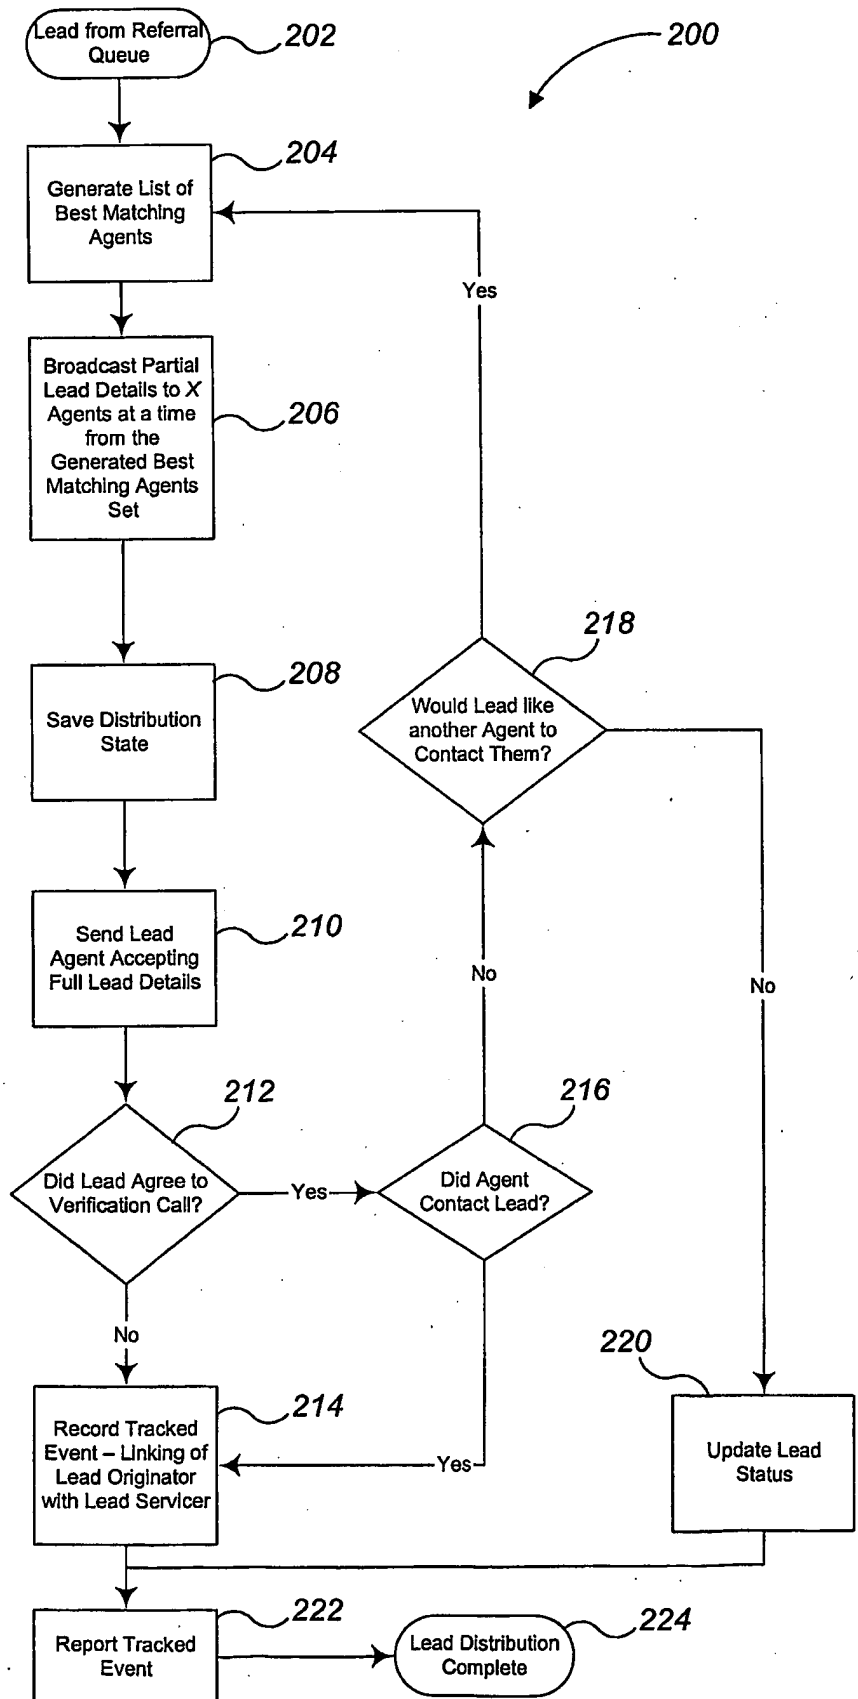 Lead from Referral
Queue
202
200
204
Generate List of
Best Matching
Agents
Yes
Broadcast Partial
Lead Details to X
Agents at a time
from the
Generated Best
Matching Agents
Set
206
218
Would Lead like
another Agent to
Contact Them?
208
Save Distribution
State
210
Send Lead
Agent Accepting
Full Lead Details
No
No
212
Did Lead Agree to
Verification Call?
Yes
216
Did Agent
Contact Lead?
No
214
Record Tracked
Event – Linking of
Lead Originator
with Lead Servicer
Yes
220
Update Lead
Status
222
Report Tracked
Event
224
Lead Distribution
Complete